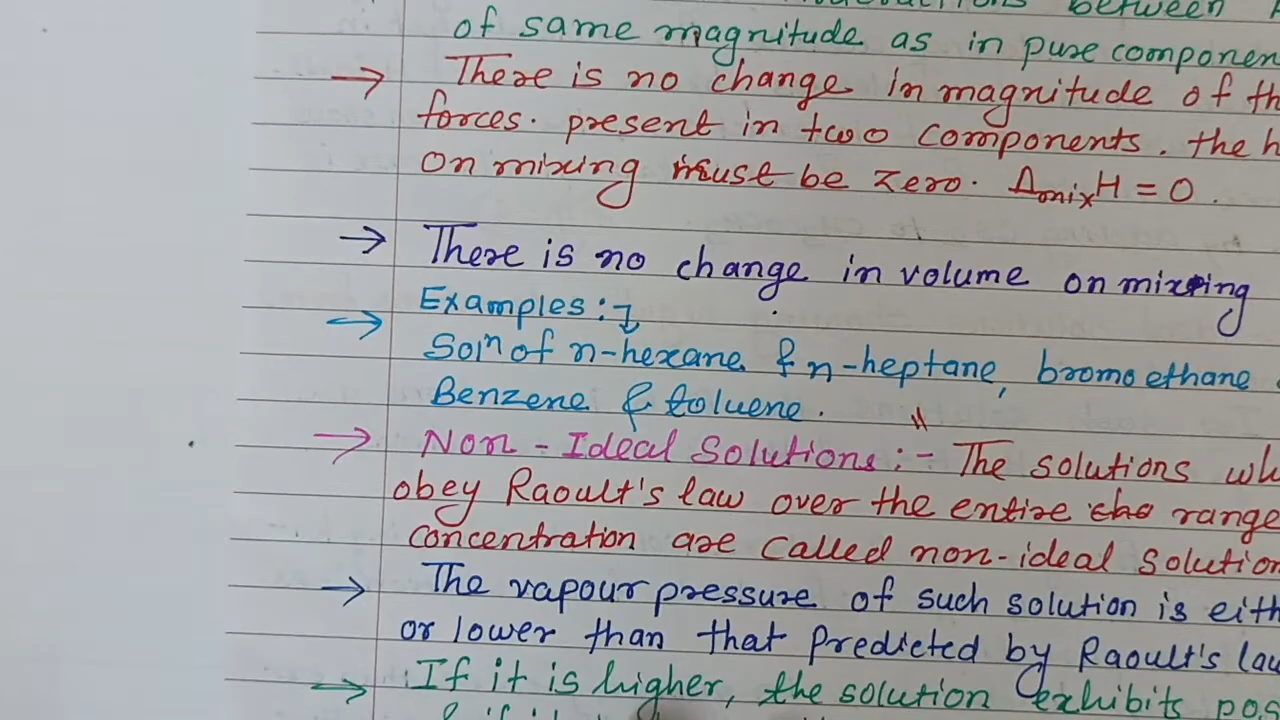 between
of same magnitude as in pure componen
→ There is no change in magnitude of th
forces. present in two components. the h
on mixing must be zero. ΔmixH = 0.
→ There is no change in volume on mixing
Examples:↓
→ Solⁿ of n-hexane & n-heptane, bromoethane
Benzene & toluene.
→ Non-Ideal Solutions:- The solutions wh
obey Raoult's law over the entire range
concentration are called non-ideal solution
→ The vapour pressure of such solution is eith
or lower than that predicted by Raoult's law
→ If it is higher, the solution exhibits pos